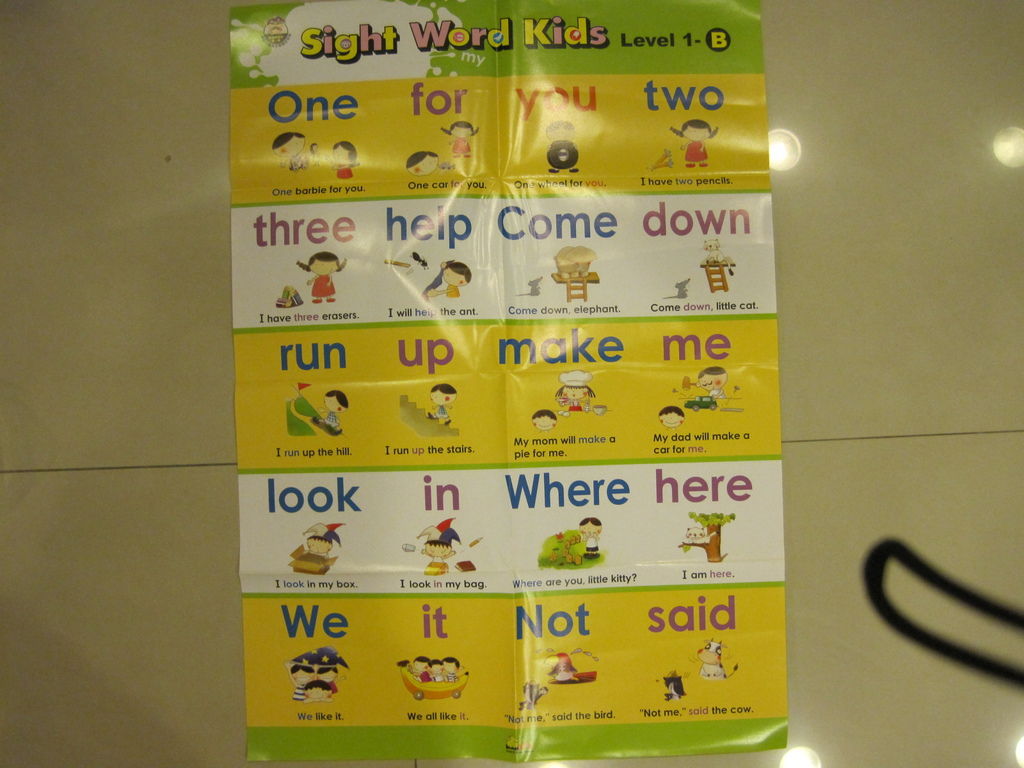 Sight Word Kids Level 1-B
my
One for you two
One barbie for you. One car for you. One wheel for you. I have two pencils.
three help Come down
I have three erasers. I will help the ant. Come down, elephant. Come down, little cat.
run up make me
I run up the hill. I run up the stairs. My mom will make a pie for me. My dad will make a car for me.
look in Where here
I look in my box. I look in my bag. Where are you, little kitty? I am here.
We it Not said
We like it. We all like it. "Not me," said the bird. "Not me," said the cow.